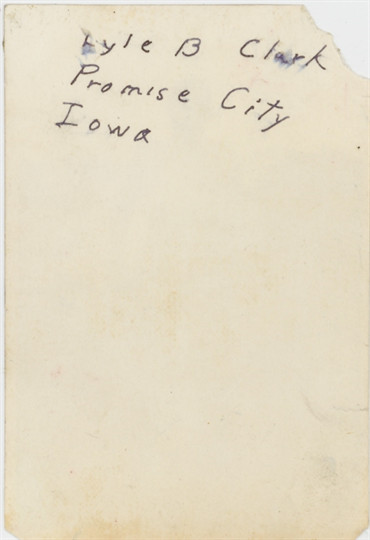 Lyle B Clark
Promise City
Iowa